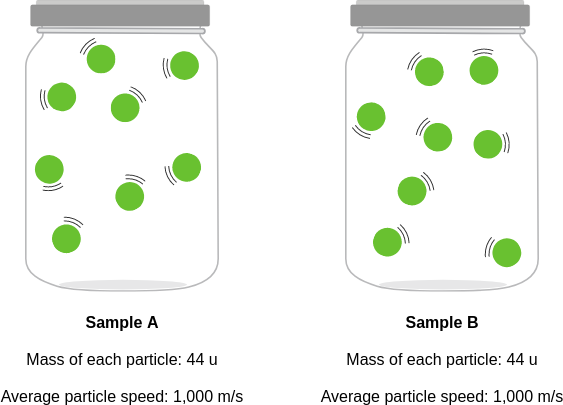 Sample A
Mass of each particle: 44 u
Average particle speed: 1,000 m/s
Sample B
Mass of each particle: 44 u
Average particle speed: 1,000 m/s